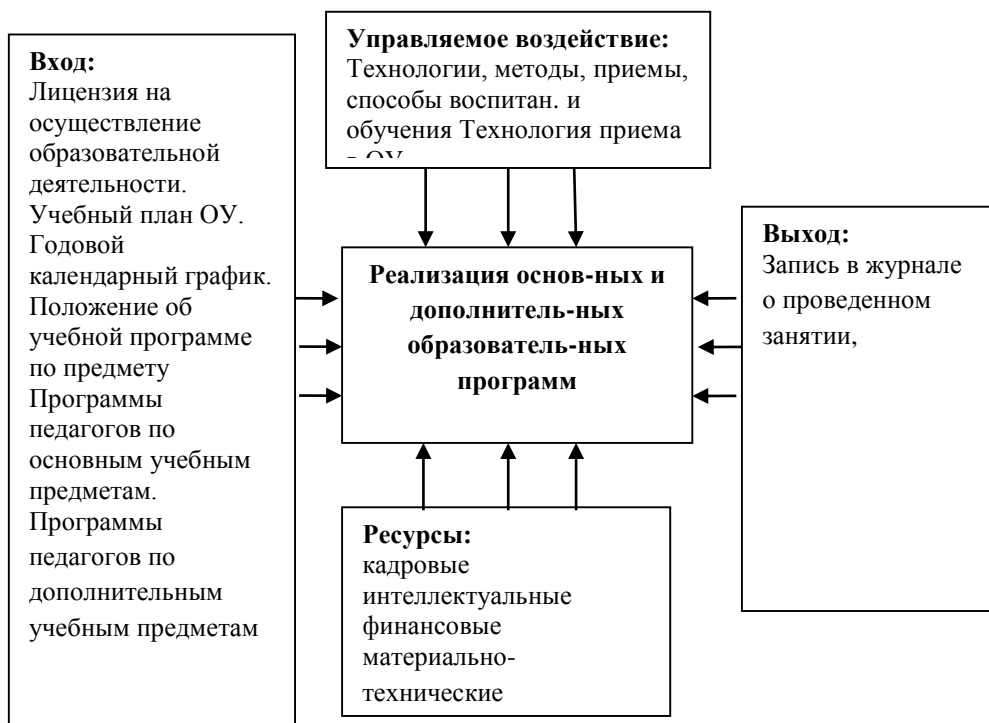 Вход:
Лицензия на
осуществление
образовательной
деятельности.
Учебный план ОУ.
Годовой
календарный график.
Положение об
учебной программе
по предмету
Программы
педагогов по
основным учебным
предметам.
Программы
педагогов по
дополнительным
учебным предметам
Управляемое воздействие:
Технологии, методы, приемы,
способы воспитан. и
обучения Технология приема
в ОУ
Реализация основ-ных и
дополнитель-ных
образователь-ных
программ
Ресурсы:
кадровые
интеллектуальные
финансовые
материально-
технические
Выход:
Запись в журнале
о проведенном
занятии,